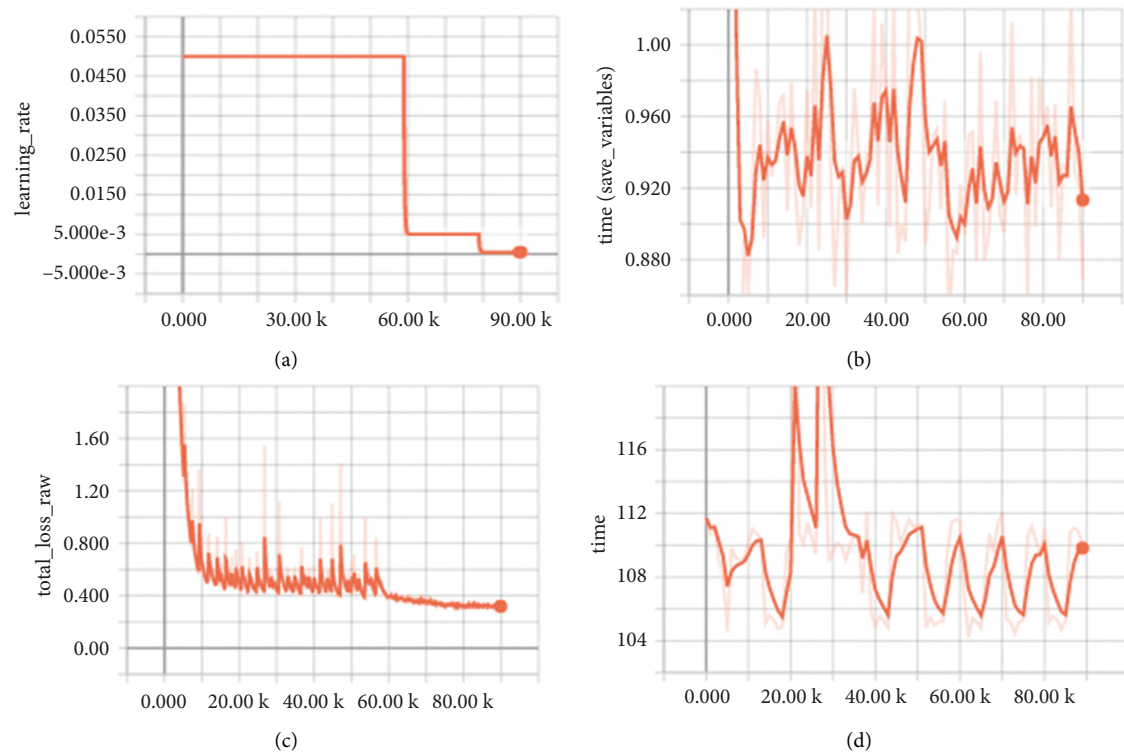 0.0550
0.0450
0.0350
0.0250
0.0150
5.000e-3
–5.000e-3
learning_rate
0.000 30.00 k 60.00 k 90.00 k
(a)
1.00
0.960
0.920
0.880
time (save_variables)
0.000 20.00 40.00 60.00 80.00
(b)
1.60
1.20
0.800
0.400
0.00
total_loss_raw
0.000 20.00 k 40.00 k 60.00 k 80.00 k
(c)
116
112
108
104
time
0.000 20.00 k 40.00 k 60.00 k 80.00 k
(d)